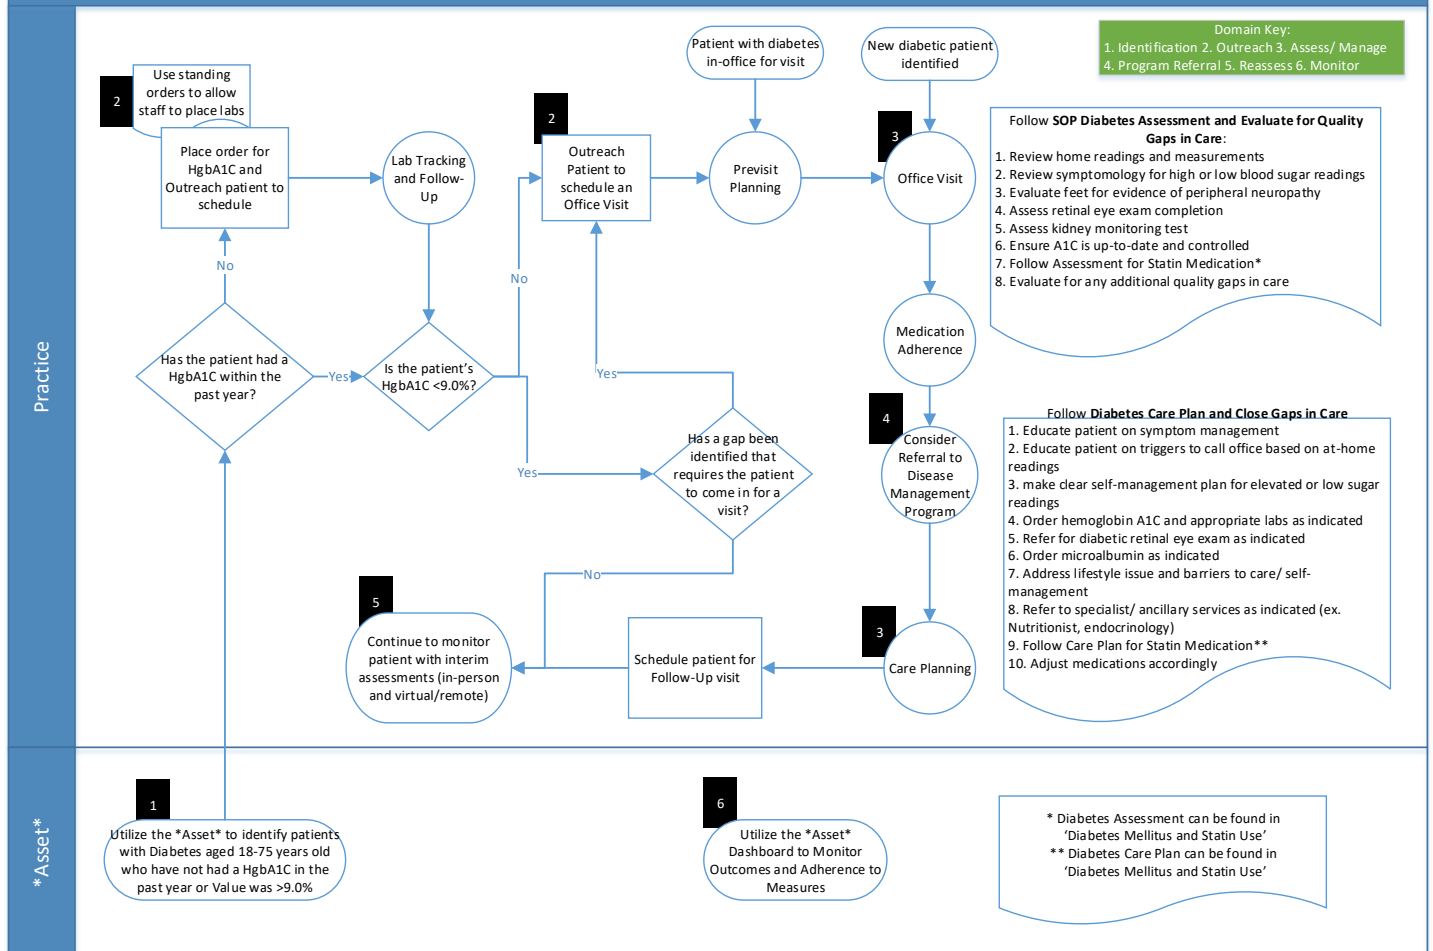 Domain Key:
1. Identification 2. Outreach 3. Assess/ Manage
4. Program Referral 5. Reassess 6. Monitor
Practice
2
Use standing
orders to allow
staff to place labs
Place order for
HgbA1C and
Outreach patient to
schedule
No
Has the patient had a
HgbA1C within the
past year?
Yes
Lab Tracking
and Follow-
Up
Is the patient's
HgbA1C <9.0%?
No
Yes
2
Outreach
Patient to
schedule an
Office Visit
Yes
Has a gap been
identified that
requires the patient
to come in for a
visit?
No
Patient with diabetes
in-office for visit
Previsit
Planning
New diabetic patient
identified
3
Office Visit
Medication
Adherence
4
Consider
Referral to
Disease
Management
Program
3
Care Planning
Schedule patient for
Follow-Up visit
5
Continue to monitor
patient with interim
assessments (in-person
and virtual/remote)
Follow SOP Diabetes Assessment and Evaluate for Quality
Gaps in Care:
1. Review home readings and measurements
2. Review symptomology for high or low blood sugar readings
3. Evaluate feet for evidence of peripheral neuropathy
4. Assess retinal eye exam completion
5. Assess kidney monitoring test
6. Ensure A1C is up-to-date and controlled
7. Follow Assessment for Statin Medication*
8. Evaluate for any additional quality gaps in care
Follow Diabetes Care Plan and Close Gaps in Care
1. Educate patient on symptom management
2. Educate patient on triggers to call office based on at-home
readings
3. make clear self-management plan for elevated or low sugar
readings
4. Order hemoglobin A1C and appropriate labs as indicated
5. Refer for diabetic retinal eye exam as indicated
6. Order microalbumin as indicated
7. Address lifestyle issue and barriers to care/ self-
management
8. Refer to specialist/ ancillary services as indicated (ex.
Nutritionist, endocrinology)
9. Follow Care Plan for Statin Medication**
10. Adjust medications accordingly
*Asset*
1
Utilize the *Asset* to identify patients
with Diabetes aged 18-75 years old
who have not had a HgbA1C in the
past year or Value was >9.0%
6
Utilize the *Asset*
Dashboard to Monitor
Outcomes and Adherence to
Measures
* Diabetes Assessment can be found in
‘Diabetes Mellitus and Statin Use’
** Diabetes Care Plan can be found in
‘Diabetes Mellitus and Statin Use’